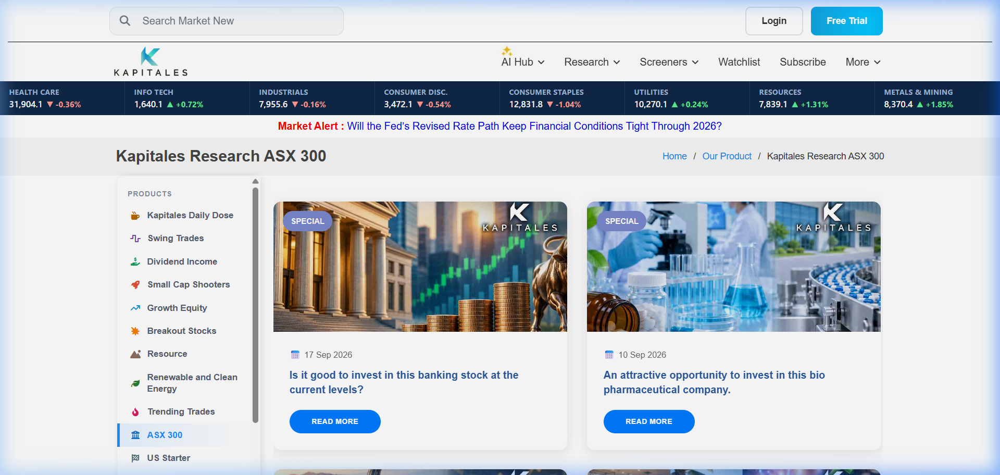 Search Market New
Login
Free Trial
KAPITALES
AI Hub
Research
Screeners
Watchlist
Subscribe
More
HEALTH CARE
31,904.1 ▼ -0.36%
INFO TECH
1,640.1 ▲ +0.72%
INDUSTRIALS
7,955.6 ▼ -0.16%
CONSUMER DISC.
3,472.1 ▼ -0.54%
CONSUMER STAPLES
12,831.8 ▼ -1.04%
UTILITIES
10,270.1 ▲ +0.24%
RESOURCES
7,839.1 ▲ +1.31%
METALS & MINING
8,370.4 ▲ +1.85%
Market Alert : Will the Fed’s Revised Rate Path Keep Financial Conditions Tight Through 2026?
Kapitales Research ASX 300
Home / Our Product / Kapitales Research ASX 300
PRODUCTS
Kapitales Daily Dose
Swing Trades
Dividend Income
Small Cap Shooters
Growth Equity
Breakout Stocks
Resource
Renewable and Clean
Energy
Trending Trades
ASX 300
US Starter
SPECIAL
KAPITALES
17 Sep 2026
Is it good to invest in this banking stock at the
current levels?
READ MORE
SPECIAL
KAPITALES
10 Sep 2026
An attractive opportunity to invest in this bio
pharmaceutical company.
READ MORE